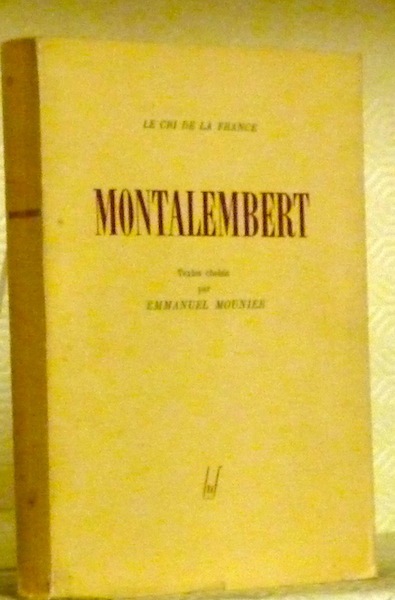 LE CRI DE LA FRANCE
MONTALEMBERT
Textes choisis
par
EMMANUEL MOUNIER